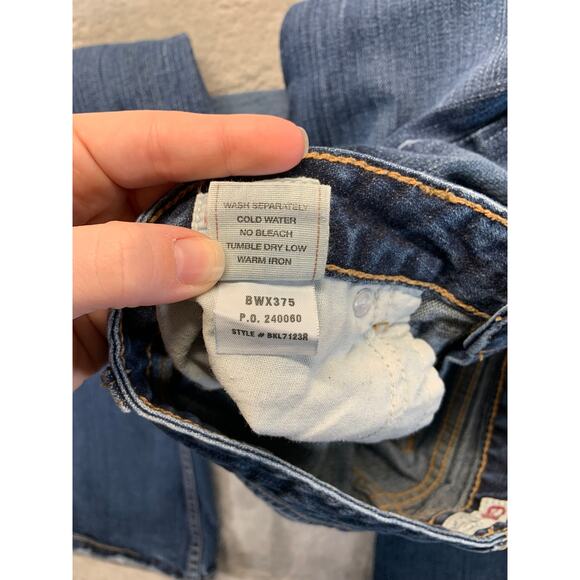 WASH SEPARATELY
COLD WATER
NO BLEACH
TUMBLE DRY LOW
WARM IRON
BWX375
P.O. 240060
STYLE # BKL7123R